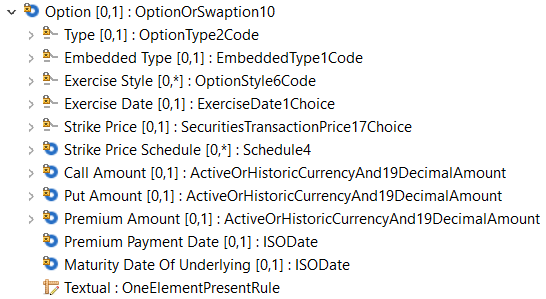 Option [0,1] : OptionOrSwaption10
Type [0,1] : OptionType2Code
Embedded Type [0,1] : EmbeddedType1Code
Exercise Style [0,*] : OptionStyle6Code
Exercise Date [0,1] : ExerciseDate1Choice
Strike Price [0,1] : SecuritiesTransactionPrice17Choice
Strike Price Schedule [0,*] : Schedule4
Call Amount [0,1] : ActiveOrHistoricCurrencyAnd19DecimalAmount
Put Amount [0,1] : ActiveOrHistoricCurrencyAnd19DecimalAmount
Premium Amount [0,1] : ActiveOrHistoricCurrencyAnd19DecimalAmount
Premium Payment Date [0,1] : ISODate
Maturity Date Of Underlying [0,1] : ISODate
Textual : OneElementPresentRule